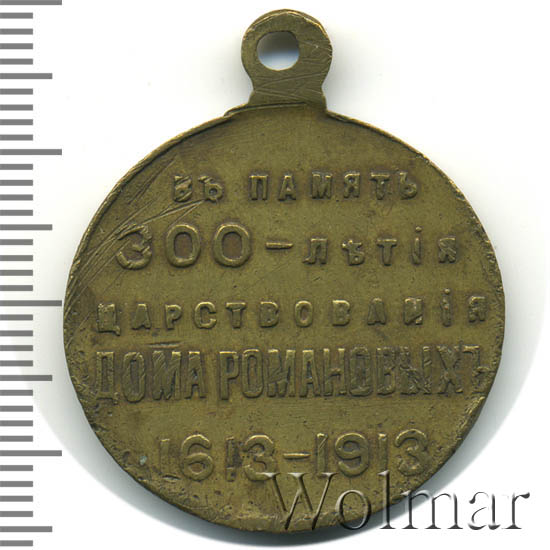 ВЪ ПАМЯТЬ
300-ЛѢТІЯ
ЦАРСТВОВАНІЯ
ДОМА РОМАНОВЫХЪ
1613-1913
Wolmar